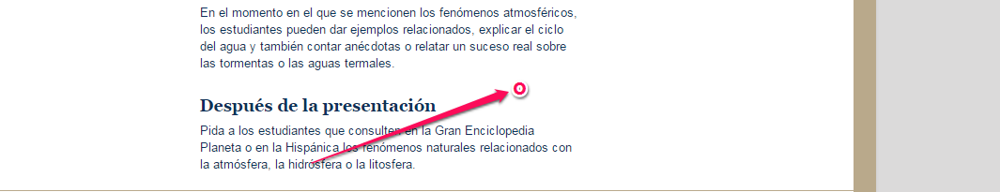 En el momento en el que se mencionen los fenómenos atmosféricos,
los estudiantes pueden dar ejemplos relacionados, explicar el ciclo
del agua y también contar anécdotas o relatar un suceso real sobre
las tormentas o las aguas termales.
Después de la presentación
Pida a los estudiantes que consulten en la Gran Enciclopedia
Planeta o en la Hispánica los fenómenos naturales relacionados con
la atmósfera, la hidrósfera o la litosfera.